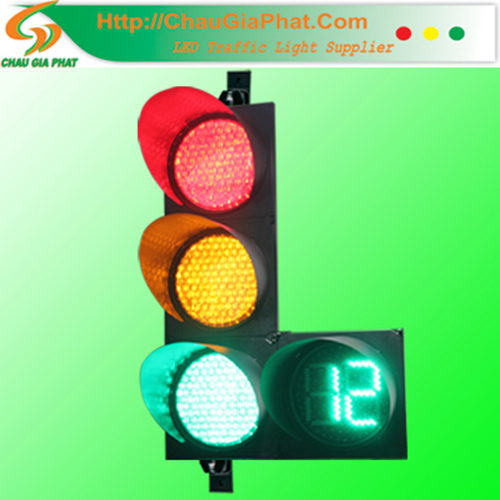 Http://ChauGiaPhat.Com
LED Traffic Light Supplier
CHAU GIA PHAT
12